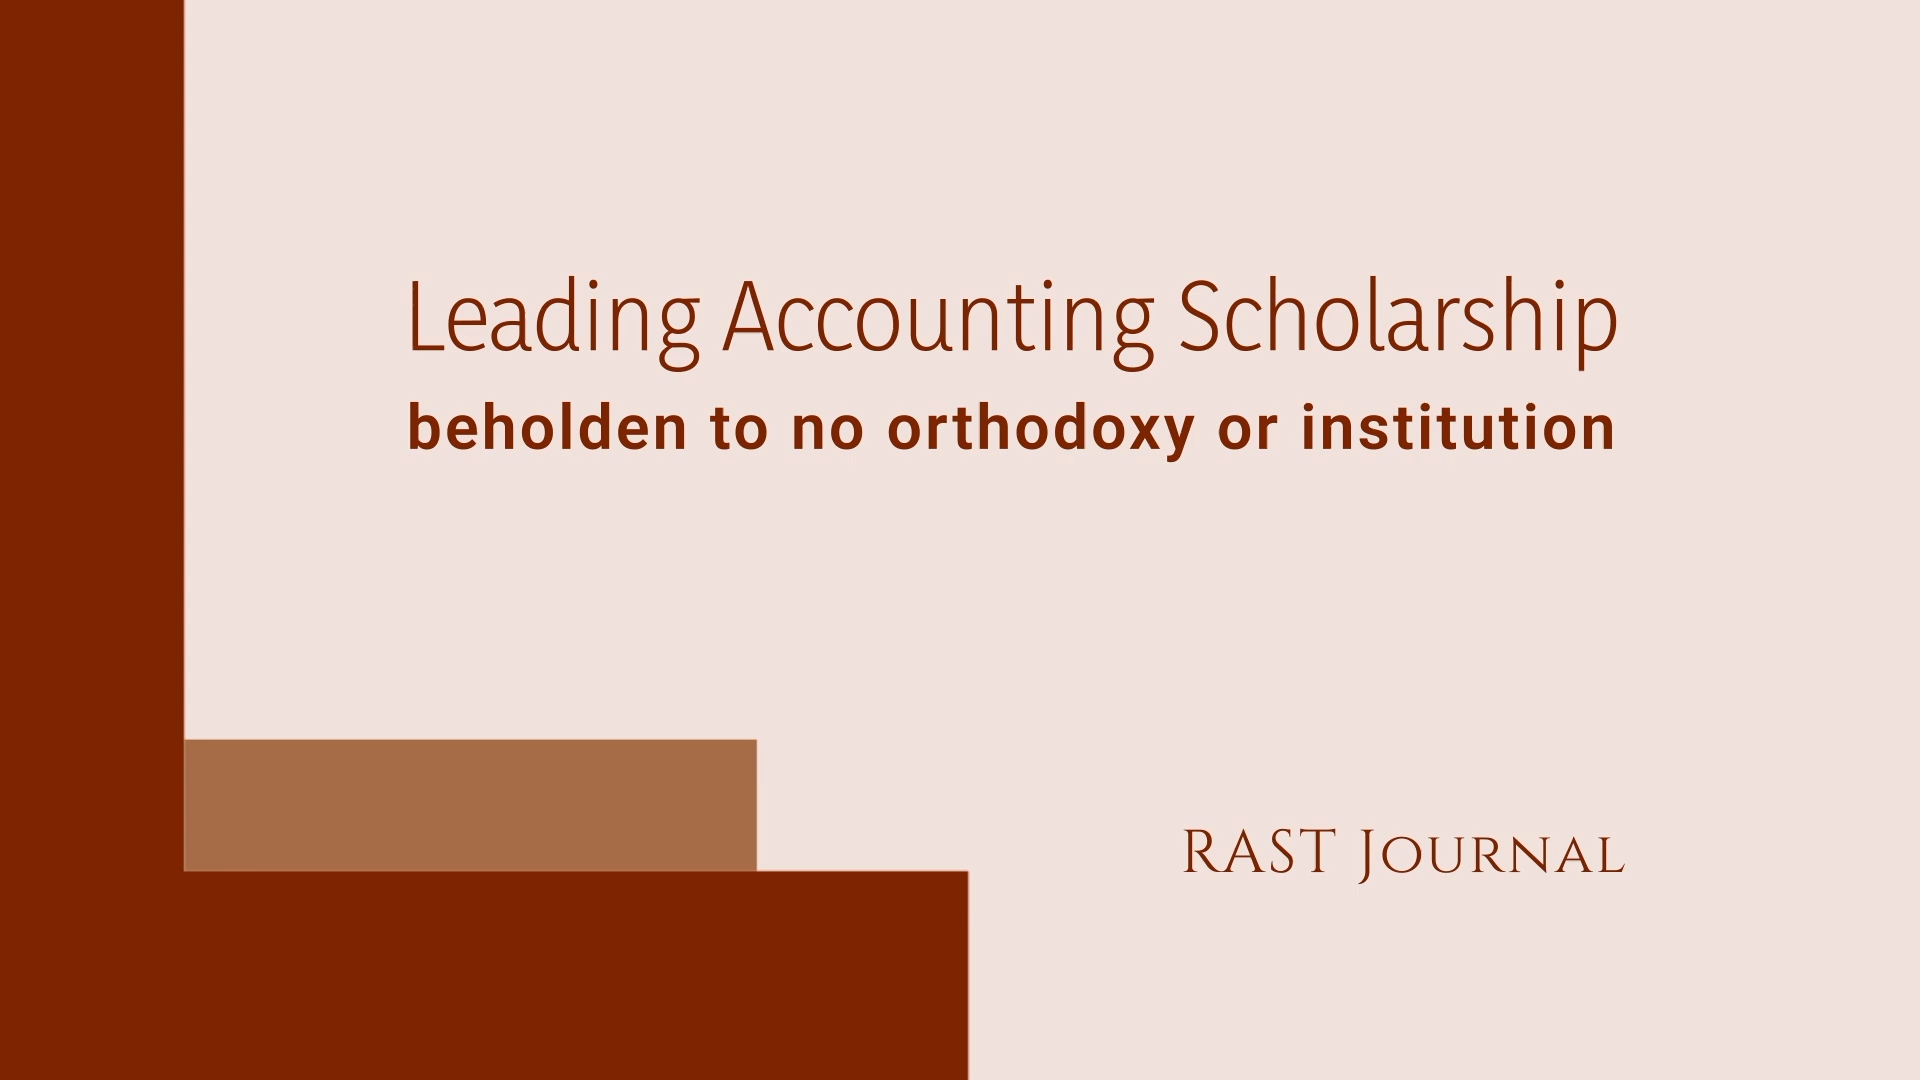 Leading Accounting Scholarship
beholden to no orthodoxy or institution
RAST Journal